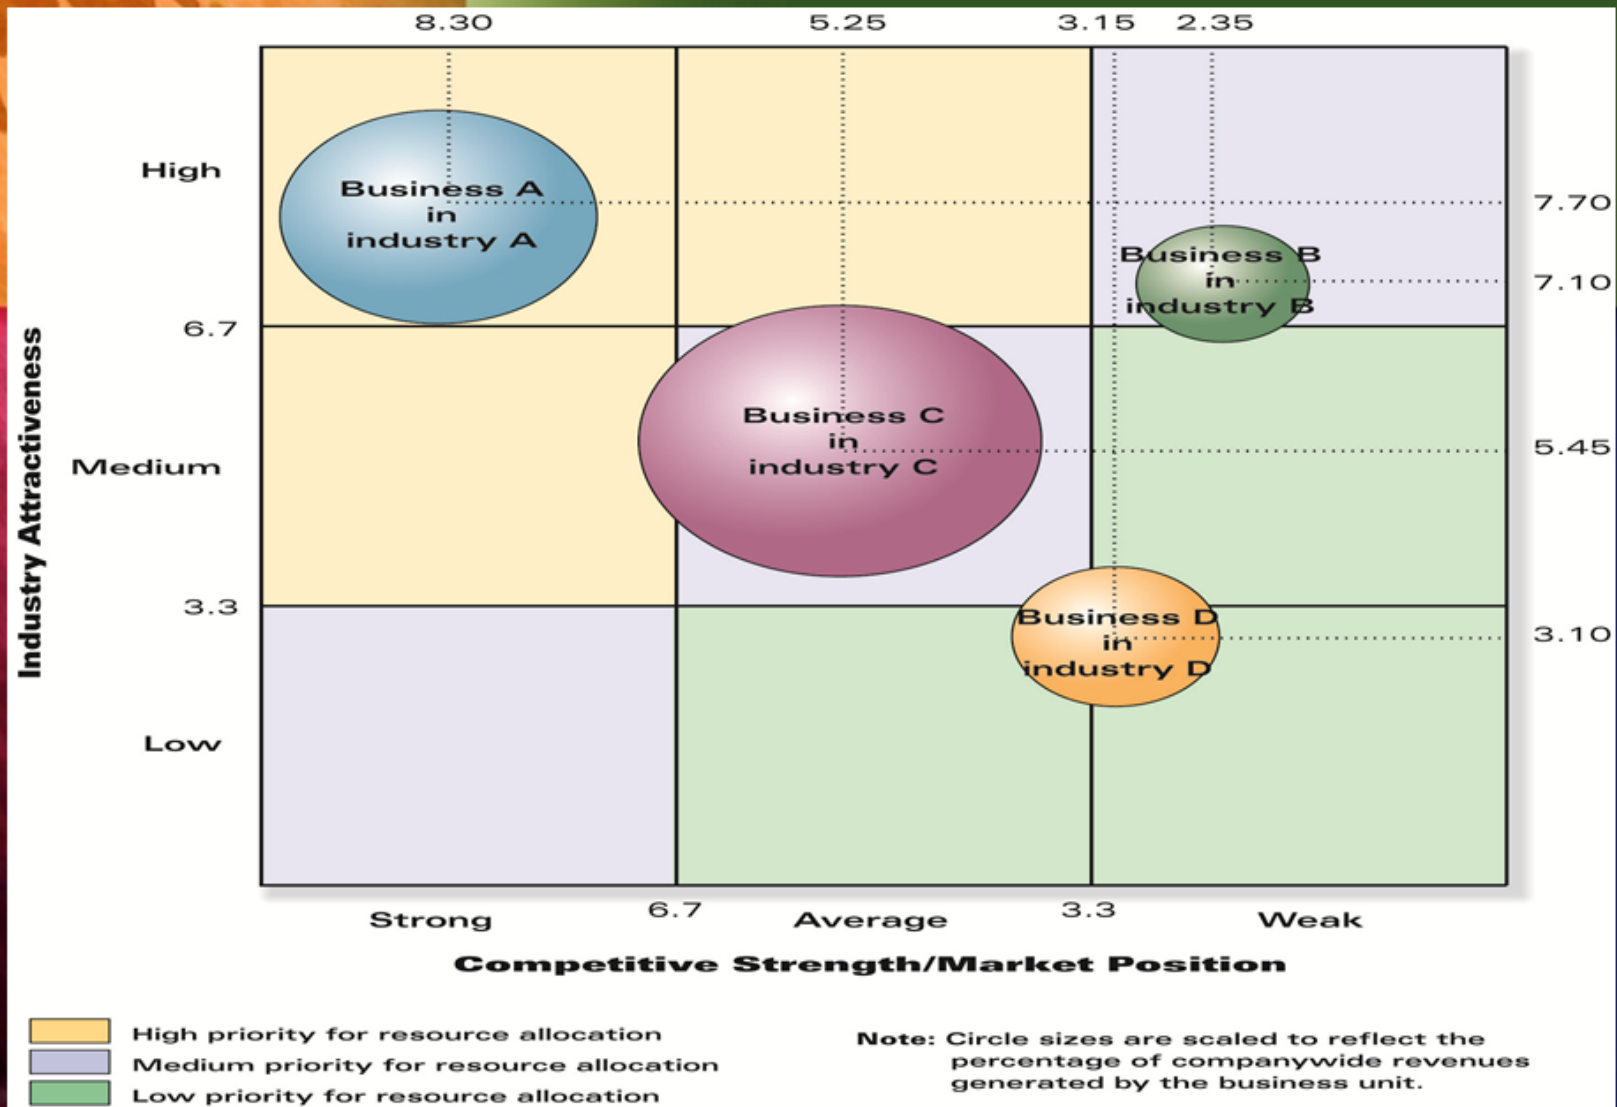 8.30 5.25 3.15 2.35
High
Business A
in
industry A
7.70
Business B
in
industry B
7.10
6.7
Industry Attractiveness
Medium
Business C
in
industry C
5.45
3.3
Business D
in
industry D
3.10
Low
Strong 6.7 Average 3.3 Weak
Competitive Strength/Market Position
High priority for resource allocation
Medium priority for resource allocation
Low priority for resource allocation
Note: Circle sizes are scaled to reflect the
percentage of companywide revenues
generated by the business unit.